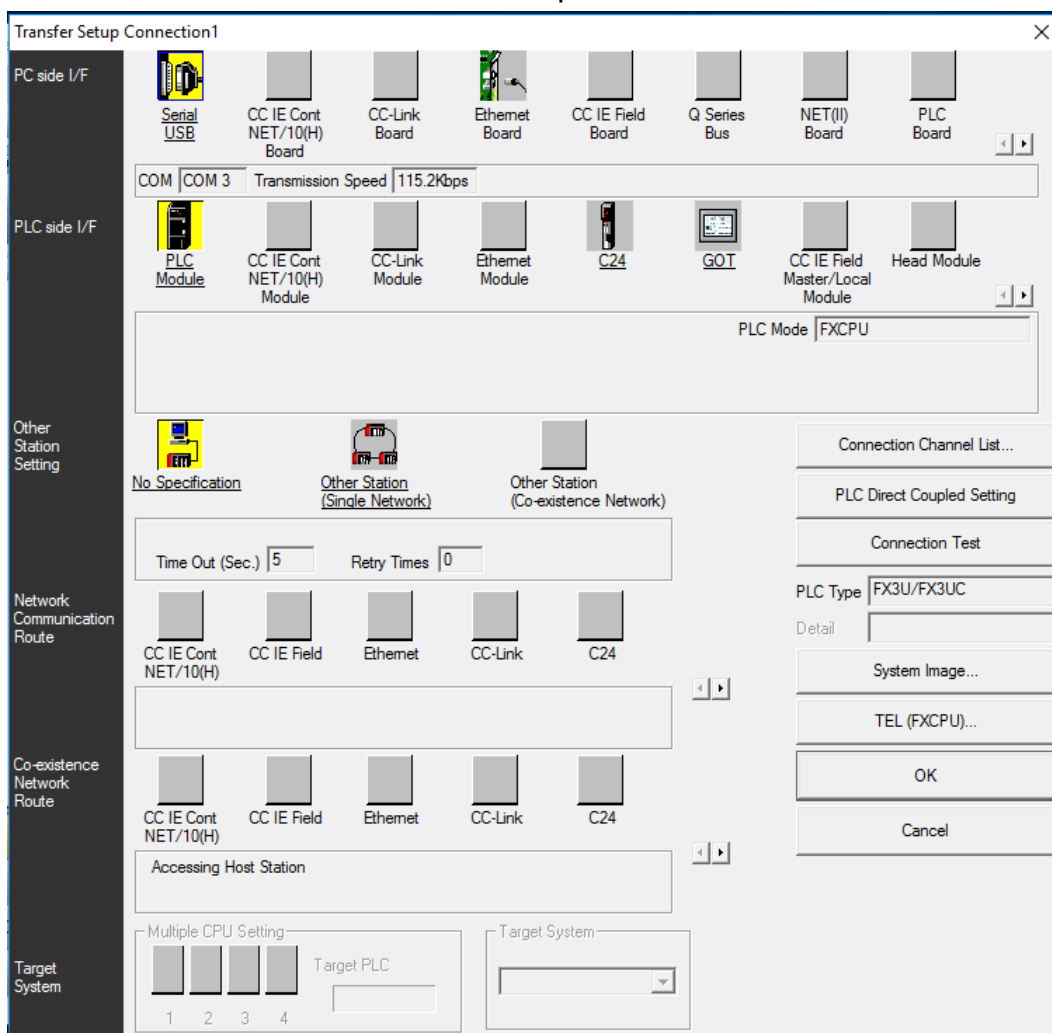 Transfer Setup Connection1
PC side I/F
Serial
USB
CC IE Cont
NET/10(H)
Board
CC-Link
Board
Ethernet
Board
CC IE Field
Board
Q Series
Bus
NET(II)
Board
PLC
Board
COM COM 3 Transmission Speed 115.2Kbps
PLC side I/F
PLC
Module
CC IE Cont
NET/10(H)
Module
CC-Link
Module
Ethernet
Module
C24
GOT
CC IE Field
Master/Local
Module
Head Module
PLC Mode FXCPU
Other
Station
Setting
No Specification
Other Station
(Single Network)
Other Station
(Co-existence Network)
Time Out (Sec.) 5 Retry Times 0
Connection Channel List...
PLC Direct Coupled Setting
Connection Test
PLC Type FX3U/FX3UC
Detail
System Image...
TEL (FXCPU)...
OK
Cancel
Network
Communication
Route
CC IE Cont
NET/10(H)
CC IE Field
Ethernet
CC-Link
C24
Co-existence
Network
Route
CC IE Cont
NET/10(H)
CC IE Field
Ethernet
CC-Link
C24
Accessing Host Station
Target
System
Multiple CPU Setting
1 2 3 4
Target PLC
Target System